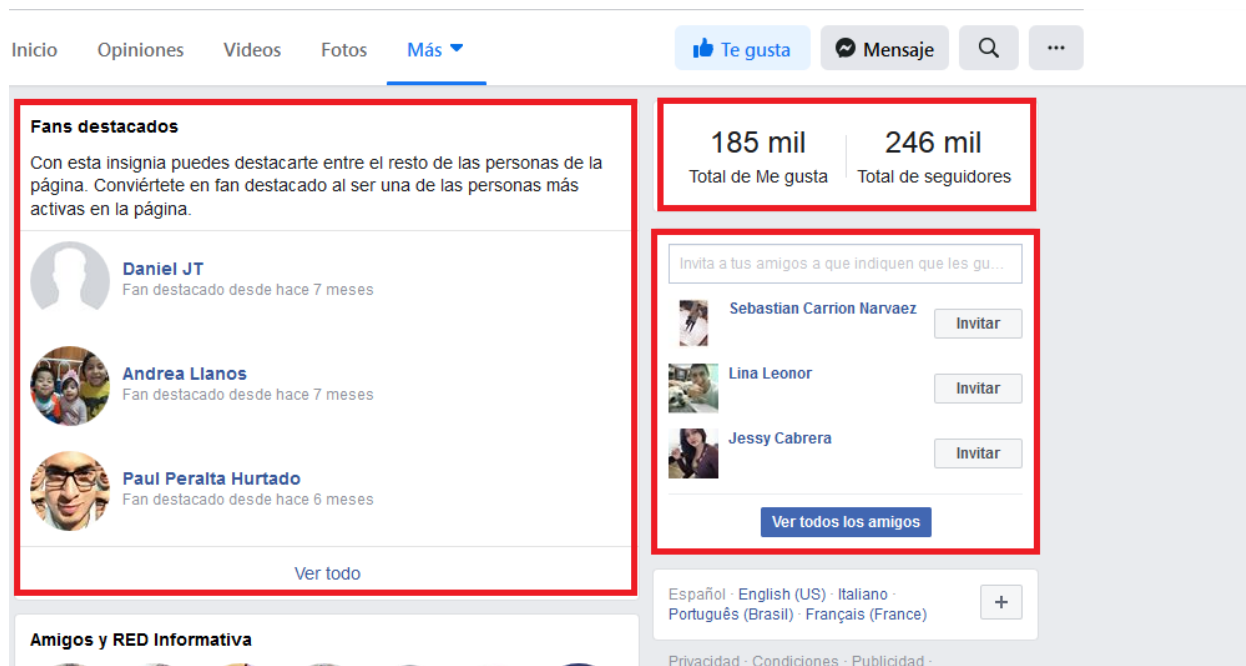 Inicio
Opiniones
Videos
Fotos
Más
Te gusta
Mensaje
Fans destacados
Con esta insignia puedes destacarte entre el resto de las personas de la
página. Conviértete en fan destacado al ser una de las personas más
activas en la página.
Daniel JT
Fan destacado desde hace 7 meses
Andrea Llanos
Fan destacado desde hace 7 meses
Paul Peralta Hurtado
Fan destacado desde hace 6 meses
Ver todo
Amigos y RED Informativa
185 mil
Total de Me gusta
246 mil
Total de seguidores
Invita a tus amigos a que indiquen que les gu...
Sebastian Carrion Narvaez
Invitar
Lina Leonor
Invitar
Jessy Cabrera
Invitar
Ver todos los amigos
Español · English (US) · Italiano ·
Português (Brasil) · Français (France)
Privacidad · Condiciones · Publicidad ·